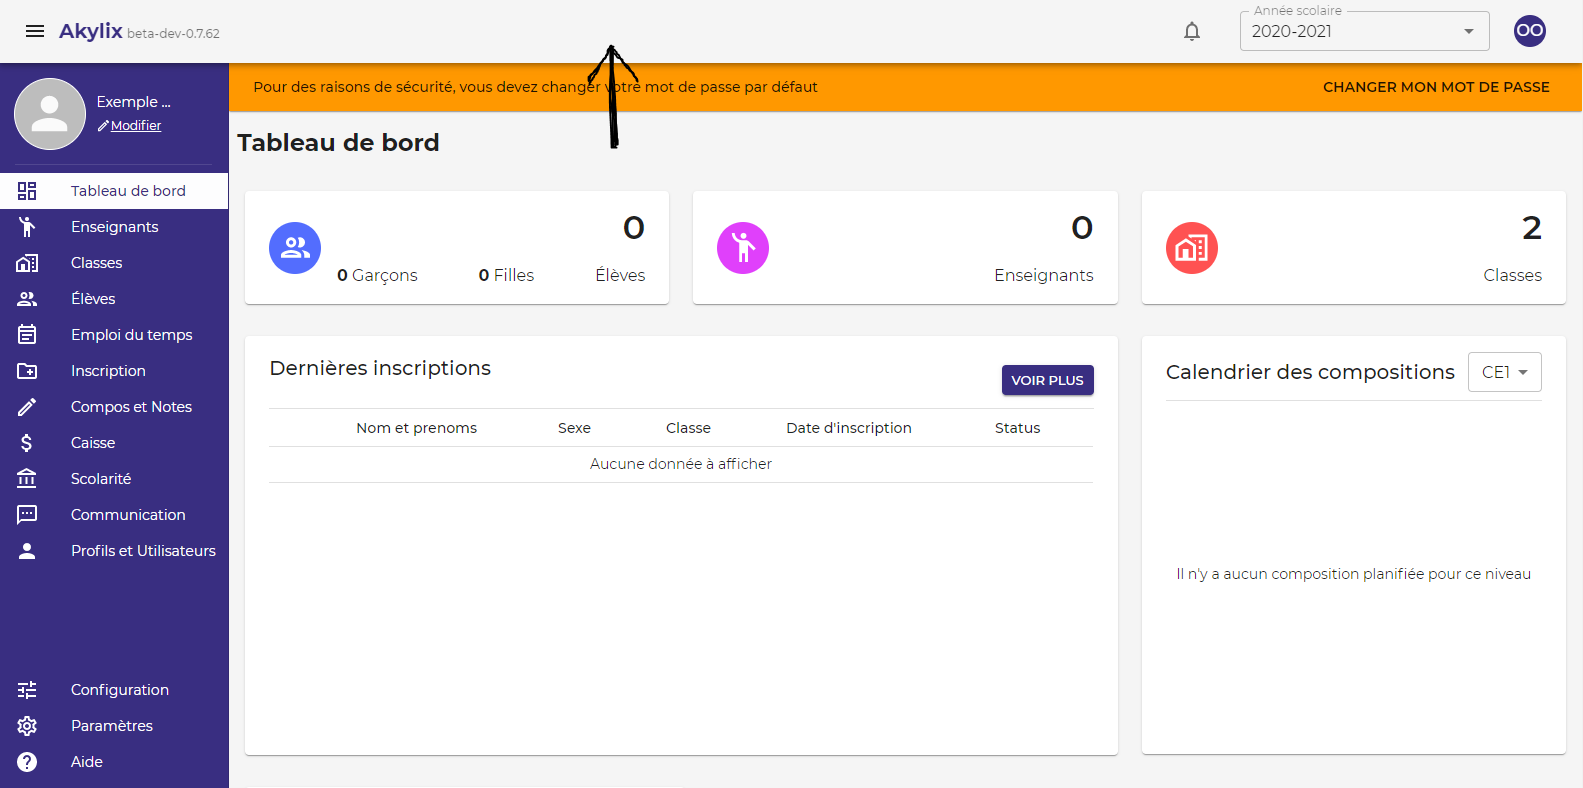 Akylix beta-dev-0.7.62
Année scolaire
2020-2021
OO
Exemple ...
Modifier
Tableau de bord
Enseignants
Classes
Élèves
Emploi du temps
Inscription
Compos et Notes
Caisse
Scolarité
Communication
Profils et Utilisateurs
Configuration
Paramètres
Aide
Pour des raisons de sécurité, vous devez changer votre mot de passe par défaut
CHANGER MON MOT DE PASSE
Tableau de bord
0
0 Garçons 0 Filles Élèves
0
Enseignants
2
Classes
Dernières inscriptions
VOIR PLUS
Nom et prenoms Sexe Classe Date d'inscription Status
Aucune donnée à afficher
Calendrier des compositions
CE1
Il n'y a aucun composition planifiée pour ce niveau